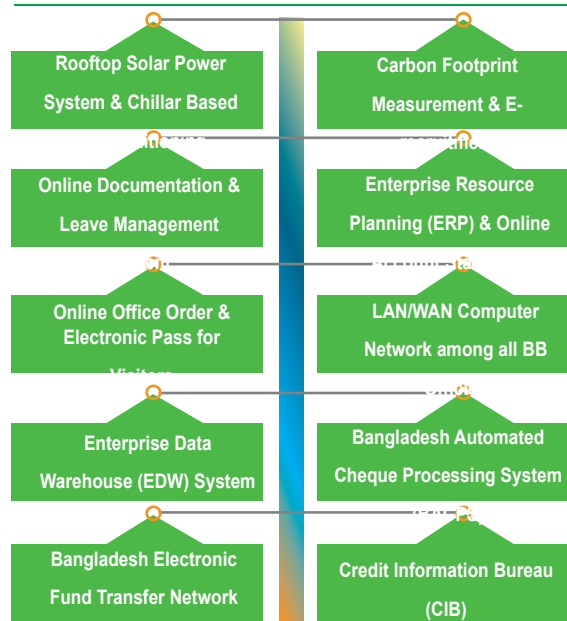 Rooftop Solar Power
System & Chillar Based
Carbon Footprint
Measurement & E-
Online Documentation &
Leave Management
Enterprise Resource
Planning (ERP) & Online
Online Office Order &
Electronic Pass for
Visitors
LAN/WAN Computer
Network among all BB
Enterprise Data
Warehouse (EDW) System
Bangladesh Automated
Cheque Processing System
Bangladesh Electronic
Fund Transfer Network
Credit Information Bureau
(CIB)